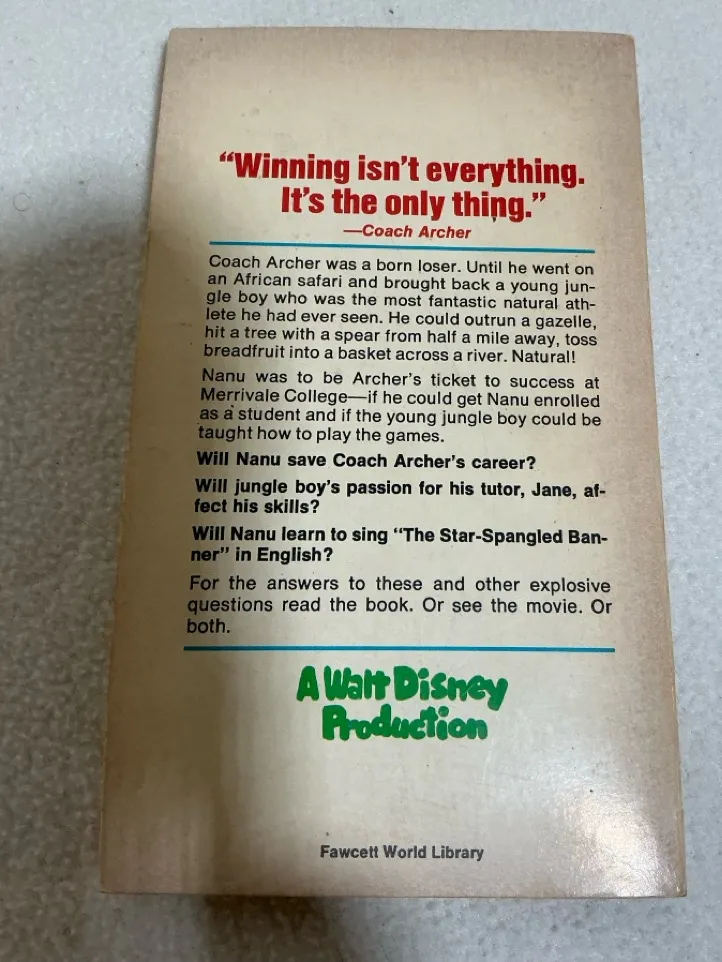 “Winning isn’t everything.
It’s the only thing.”
—Coach Archer
Coach Archer was a born loser. Until he went on
an African safari and brought back a young jun-
gle boy who was the most fantastic natural ath-
lete he had ever seen. He could outrun a gazelle,
hit a tree with a spear from half a mile away, toss
breadfruit into a basket across a river. Natural!
Nanu was to be Archer’s ticket to success at
Merrivale College—if he could get Nanu enrolled
as a student and if the young jungle boy could be
taught how to play the games.
Will Nanu save Coach Archer’s career?
Will jungle boy’s passion for his tutor, Jane, af-
fect his skills?
Will Nanu learn to sing “The Star-Spangled Ban-
ner” in English?
For the answers to these and other explosive
questions read the book. Or see the movie. Or
both.
A Walt Disney
Production
Fawcett World Library